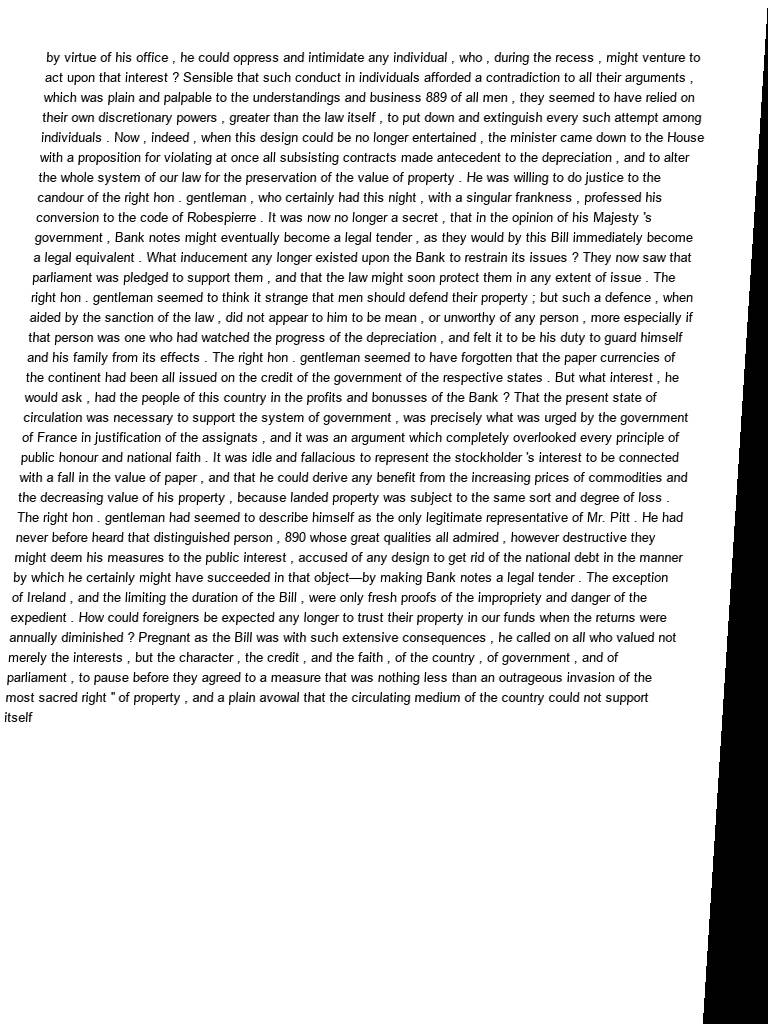 by virtue of his office , he could oppress and intimidate any individual , who , during the recess , might venture to
act upon that interest ? Sensible that such conduct in individuals afforded a contradiction to all their arguments ,
which was plain and palpable to the understandings and business 889 of all men , they seemed to have relied on
their own discretionary powers , greater than the law itself , to put down and extinguish every such attempt among
individuals . Now , indeed , when this design could be no longer entertained , the minister came down to the House
with a proposition for violating at once all subsisting contracts made antecedent to the depreciation , and to alter
the whole system of our law for the preservation of the value of property . He was willing to do justice to the
candour of the right hon . gentleman , who certainly had this night , with a singular frankness , professed his
conversion to the code of Robespierre . It was now no longer a secret , that in the opinion of his Majesty 's
government , Bank notes might eventually become a legal tender , as they would by this Bill immediately become
a legal equivalent . What inducement any longer existed upon the Bank to restrain its issues ? They now saw that
parliament was pledged to support them , and that the law might soon protect them in any extent of issue . The
right hon . gentleman seemed to think it strange that men should defend their property ; but such a defence , when
aided by the sanction of the law , did not appear to him to be mean , or unworthy of any person , more especially if
that person was one who had watched the progress of the depreciation , and felt it to be his duty to guard himself
and his family from its effects . The right hon . gentleman seemed to have forgotten that the paper currencies of
the continent had been all issued on the credit of the government of the respective states . But what interest , he
would ask , had the people of this country in the profits and bonusses of the Bank ? That the present state of
circulation was necessary to support the system of government , was precisely what was urged by the government
of France in justification of the assignats , and it was an argument which completely overlooked every principle of
public honour and national faith . It was idle and fallacious to represent the stockholder 's interest to be connected
with a fall in the value of paper , and that he could derive any benefit from the increasing prices of commodities and
the decreasing value of his property , because landed property was subject to the same sort and degree of loss .
The right hon . gentleman had seemed to describe himself as the only legitimate representative of Mr. Pitt . He had
never before heard that distinguished person , 890 whose great qualities all admired , however destructive they
might deem his measures to the public interest , accused of any design to get rid of the national debt in the manner
by which he certainly might have succeeded in that object—by making Bank notes a legal tender . The exception
of Ireland , and the limiting the duration of the Bill , were only fresh proofs of the impropriety and danger of the
expedient . How could foreigners be expected any longer to trust their property in our funds when the returns were
annually diminished ? Pregnant as the Bill was with such extensive consequences , he called on all who valued not
merely the interests , but the character , the credit , and the faith , of the country , of government , and of
parliament , to pause before they agreed to a measure that was nothing less than an outrageous invasion of the
most sacred right " of property , and a plain avowal that the circulating medium of the country could not support
itself